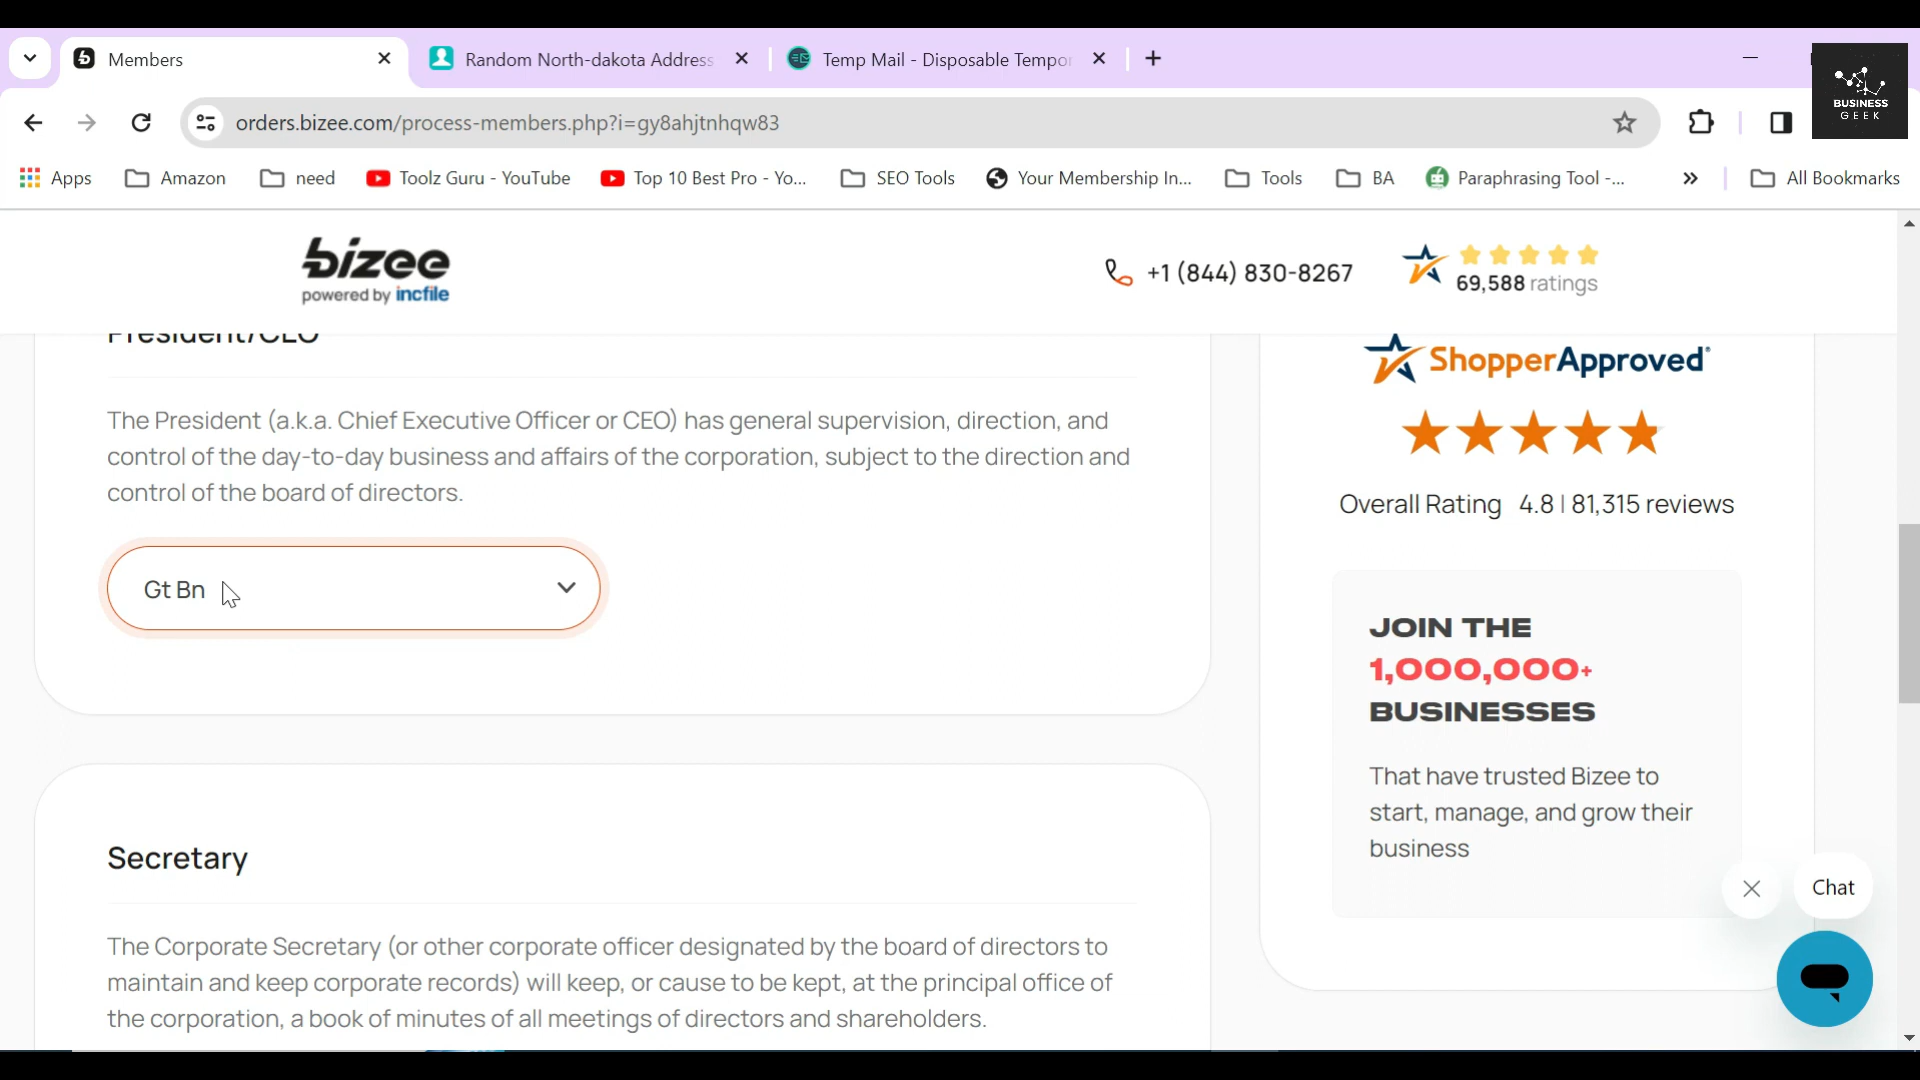 Members
Random North-dakota Address
Temp Mail - Disposable Tempor
BUSINESS
GEEK
orders.bizee.com/process-members.php?i=gy8ahjtnhqw83
Apps
Amazon
need
Toolz Guru - YouTube
Top 10 Best Pro - Yo...
SEO Tools
Your Membership In...
Tools
BA
Paraphrasing Tool -...
All Bookmarks
bizee
powered by incfile
+1 (844) 830-8267
69,588 ratings
President/CEO
The President (a.k.a. Chief Executive Officer or CEO) has general supervision, direction, and
control of the day-to-day business and affairs of the corporation, subject to the direction and
control of the board of directors.
Gt Bn
Secretary
The Corporate Secretary (or other corporate officer designated by the board of directors to
maintain and keep corporate records) will keep, or cause to be kept, at the principal office of
the corporation, a book of minutes of all meetings of directors and shareholders.
ShopperApproved
Overall Rating 4.8 | 81,315 reviews
JOIN THE
1,000,000+
BUSINESSES
That have trusted Bizee to
start, manage, and grow their
business
Chat